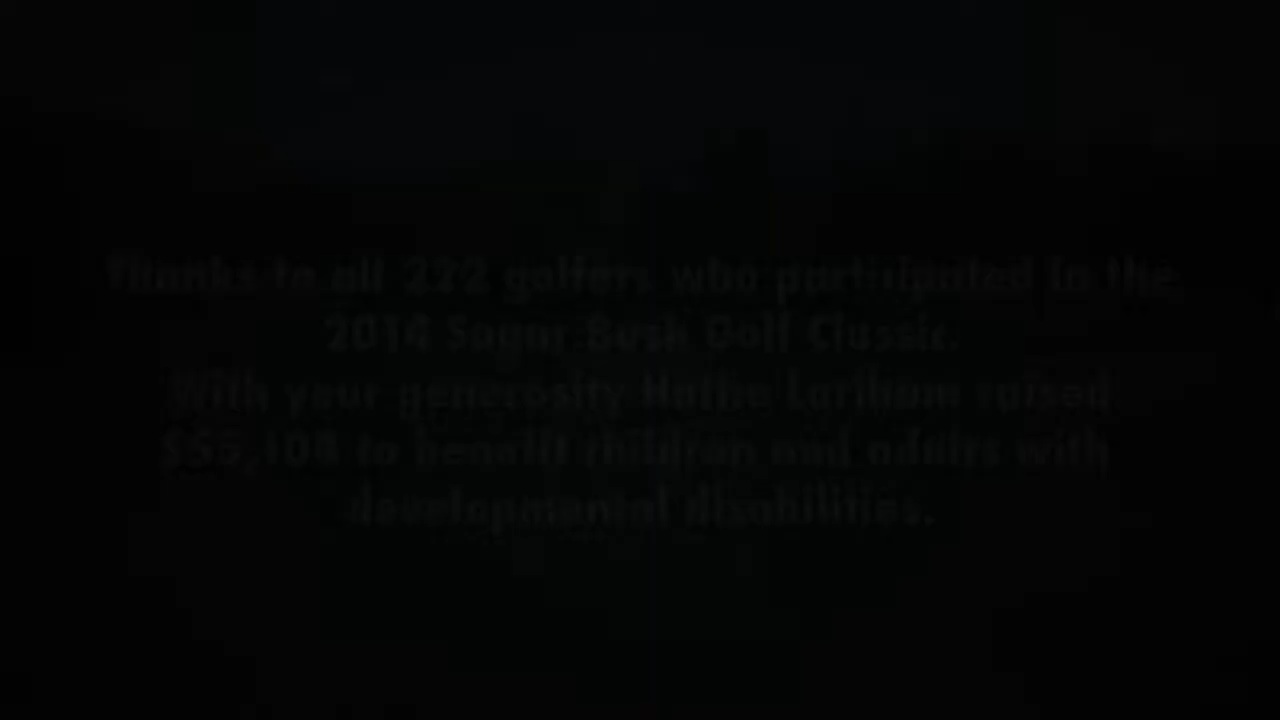 Thanks to all 222 golfers who participated in the
2014 Sugar Bush Golf Classic.
With your generosity Hattie Larlham raised
$55,108 to benefit children and adults with
developmental disabilities.